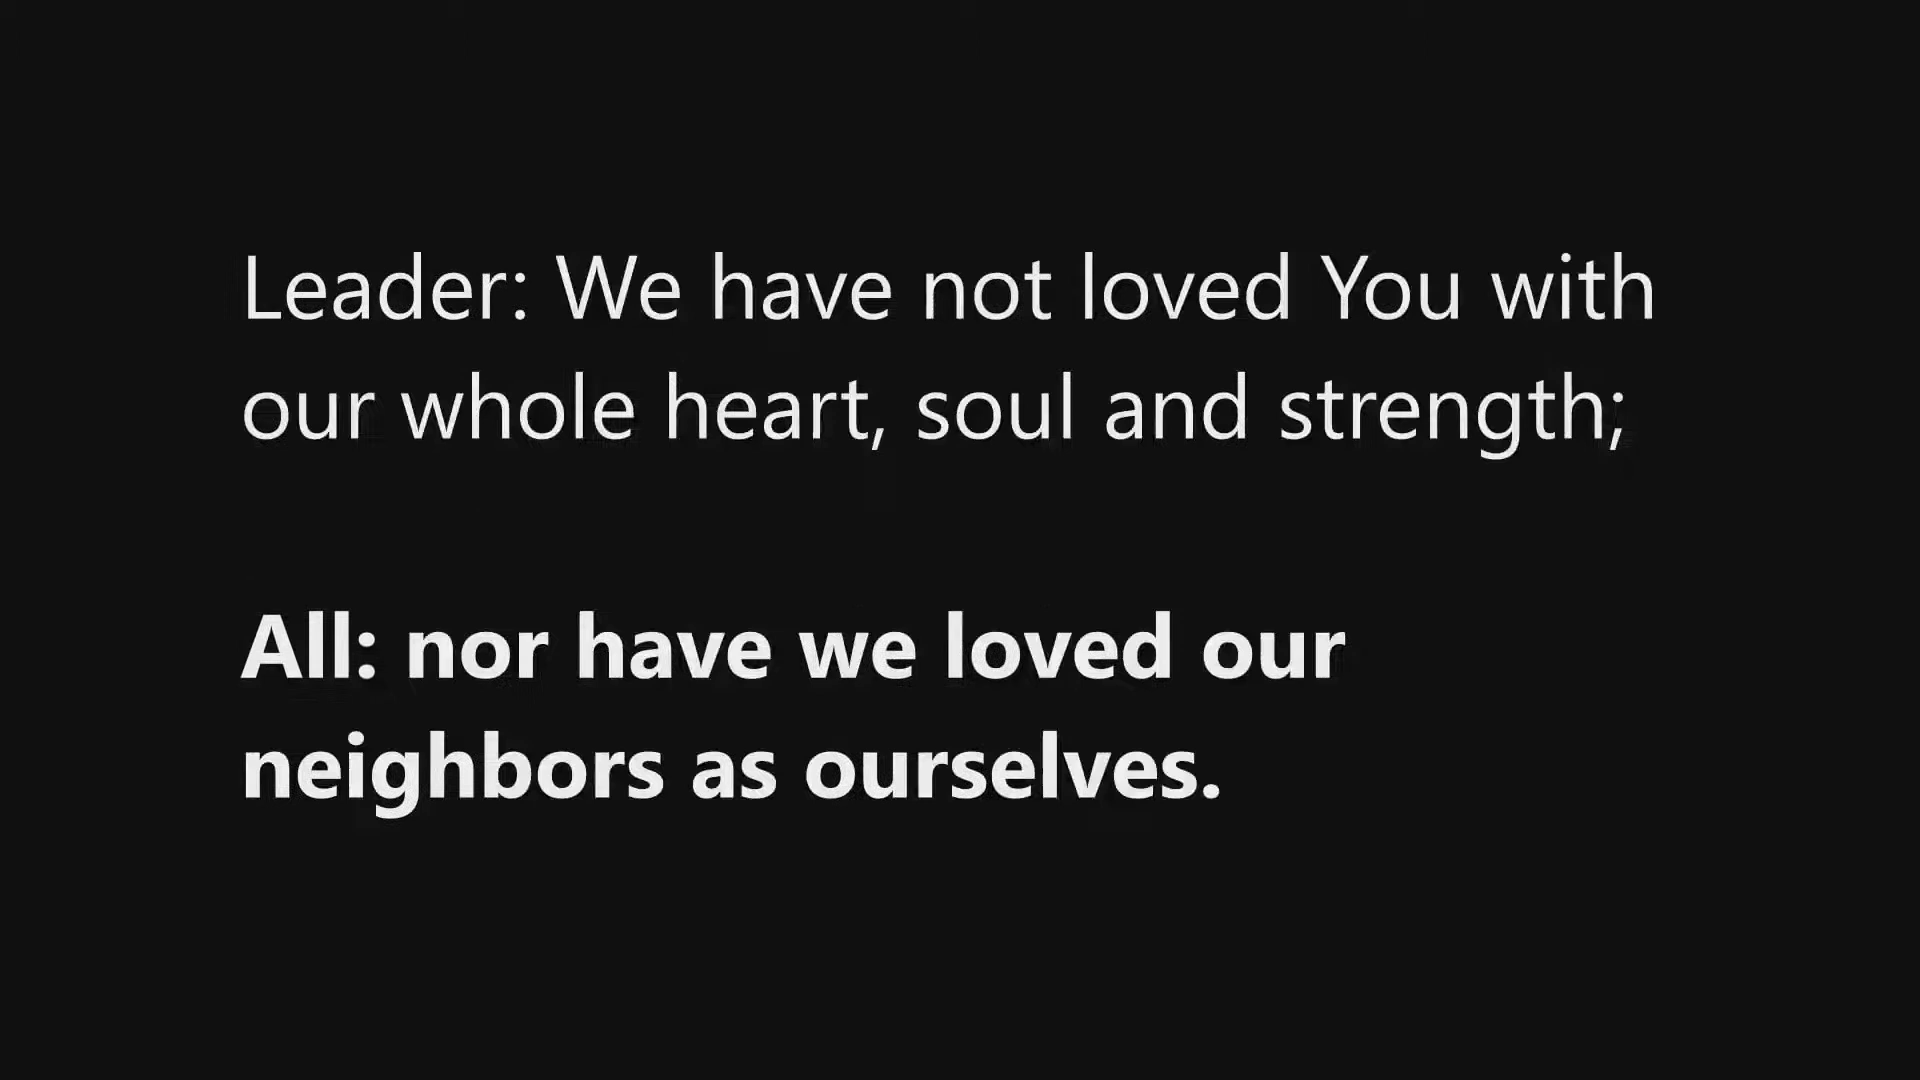 Leader: We have not loved You with
our whole heart, soul and strength;
All: nor have we loved our
neighbors as ourselves.